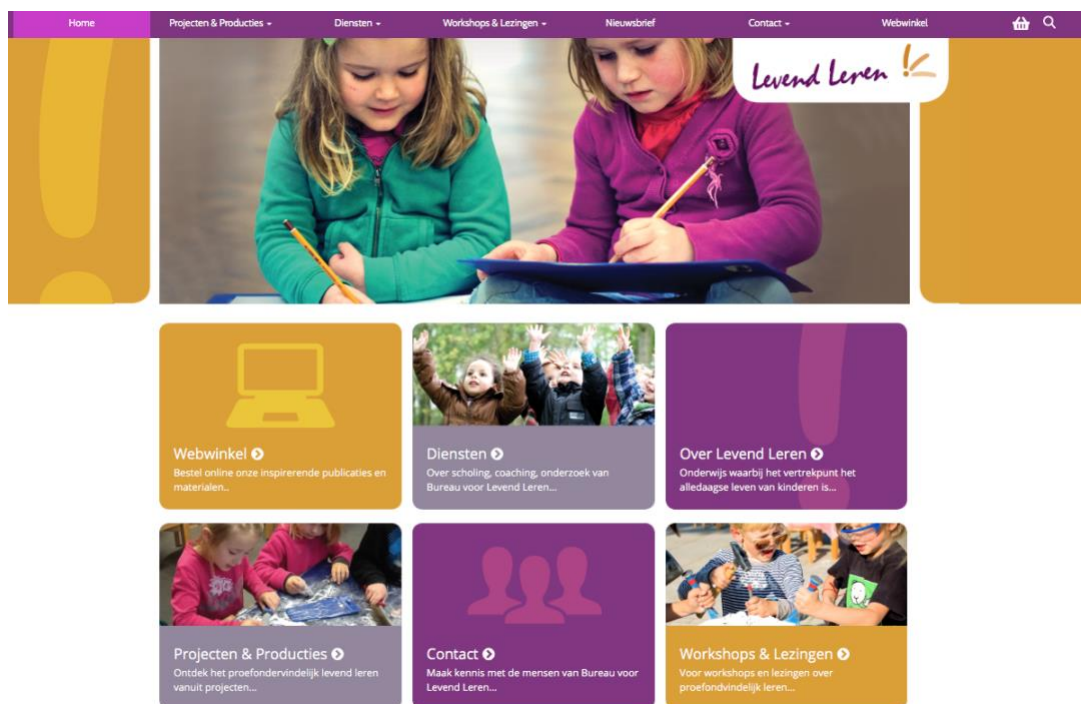 Home Projecten & Producties Diensten Workshops & Lezingen Nieuwsbrief Contact Webwinkel
Levend Leren
Webwinkel
Bestel online onze inspirerende publicaties en
materialen..
Diensten
Over scholing, coaching, onderzoek van
Bureau voor Levend Leren...
Over Levend Leren
Onderwijs waarbij het vertrekpunt het
alledaagse leven van kinderen is...
Projecten & Producties
Ontdek het proefondervindelijk levend leren
vanuit projecten...
Contact
Maak kennis met de mensen van Bureau voor
Levend Leren...
Workshops & Lezingen
Voor workshops en lezingen over
proefondvindelijk leren...